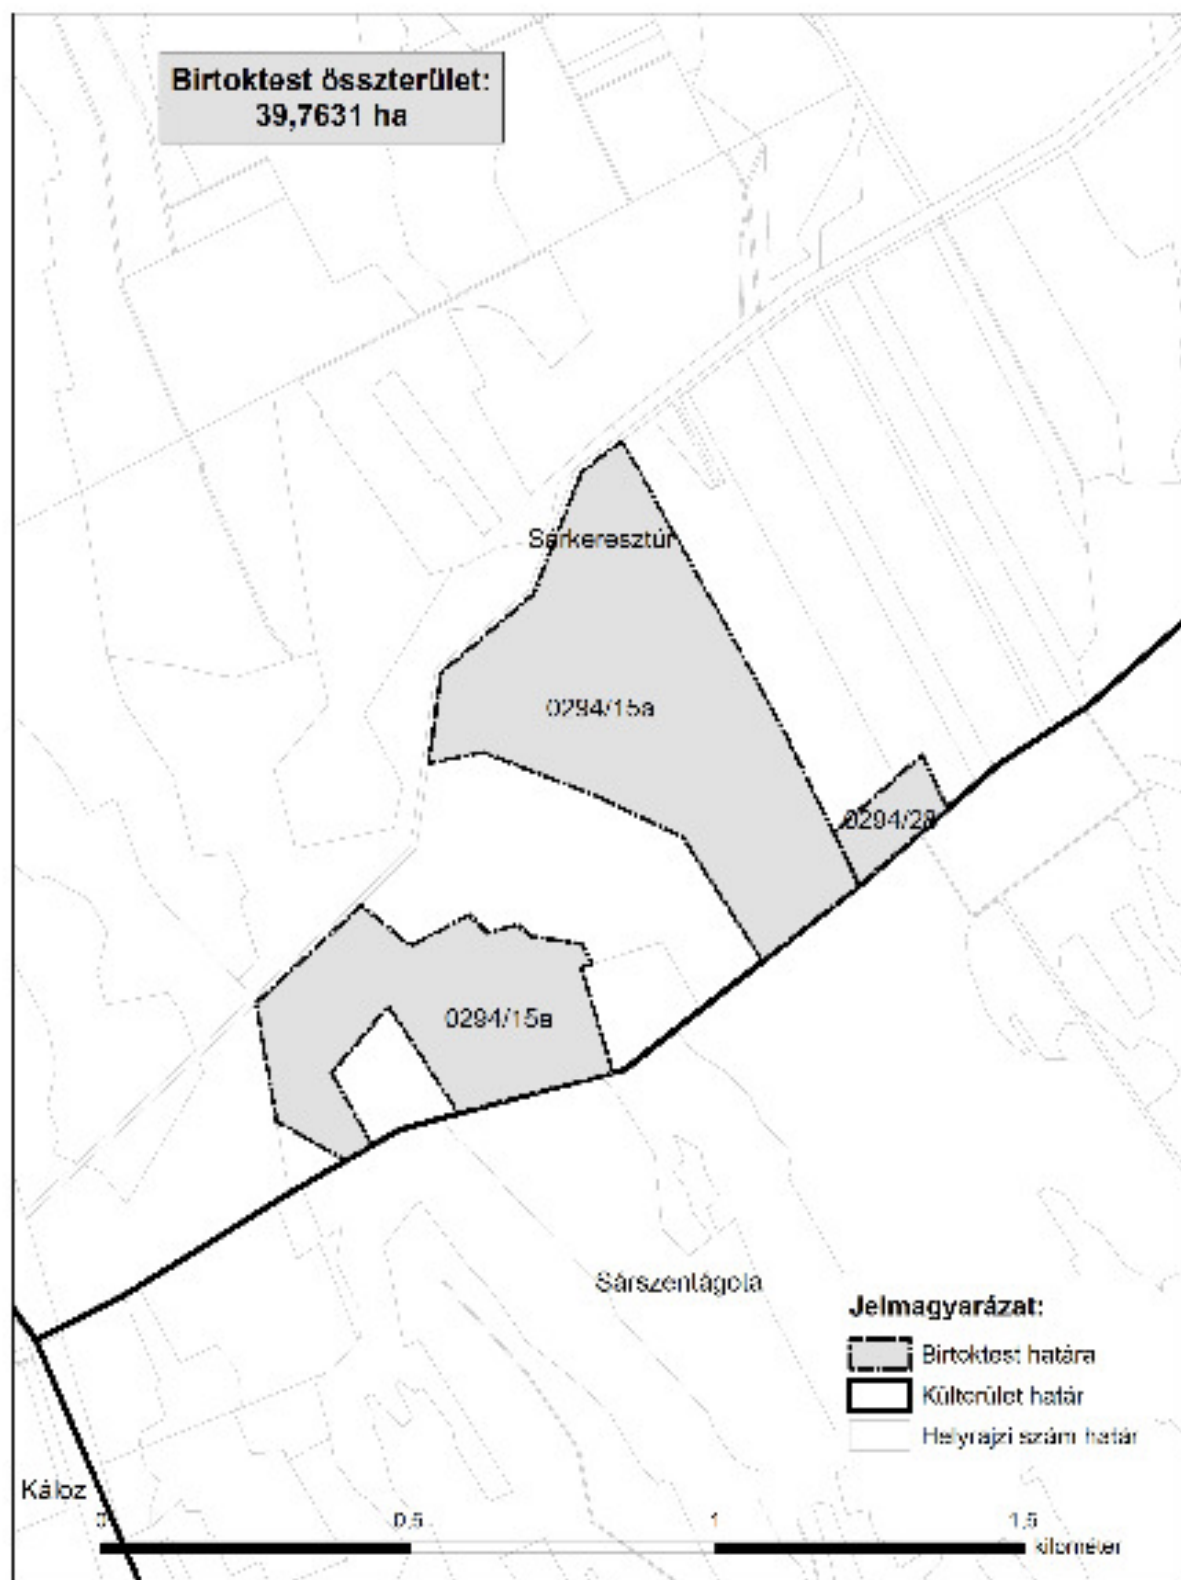 Birtoktest összterület:
39,7631 ha
Sárkeresztúr
0294/15a
0294/28
0294/15a
Sárszentágota
Jelmagyarázat:
Birtoktest határa
Külterület határ
Helyrajzi szám határ
Káloz
0 0,5 1 1,5
kilométer